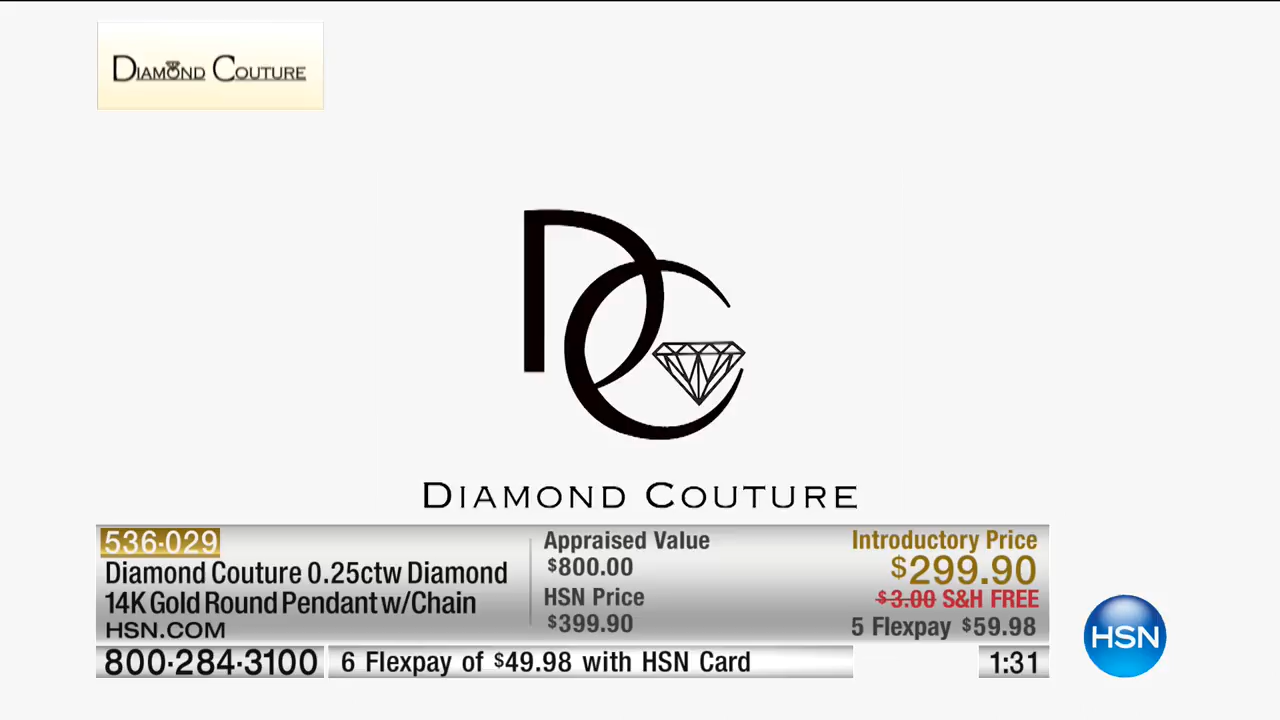 DIAMOND COUTURE
DC
DIAMOND COUTURE
536-029
Diamond Couture 0.25ctw Diamond
14K Gold Round Pendant w/Chain
HSN.COM
Appraised Value
$800.00
HSN Price
$399.90
Introductory Price
$299.90
$3.00 S&H FREE
5 Flexpay $59.98
800-284-3100
6 Flexpay of $49.98 with HSN Card
1:31
HSN